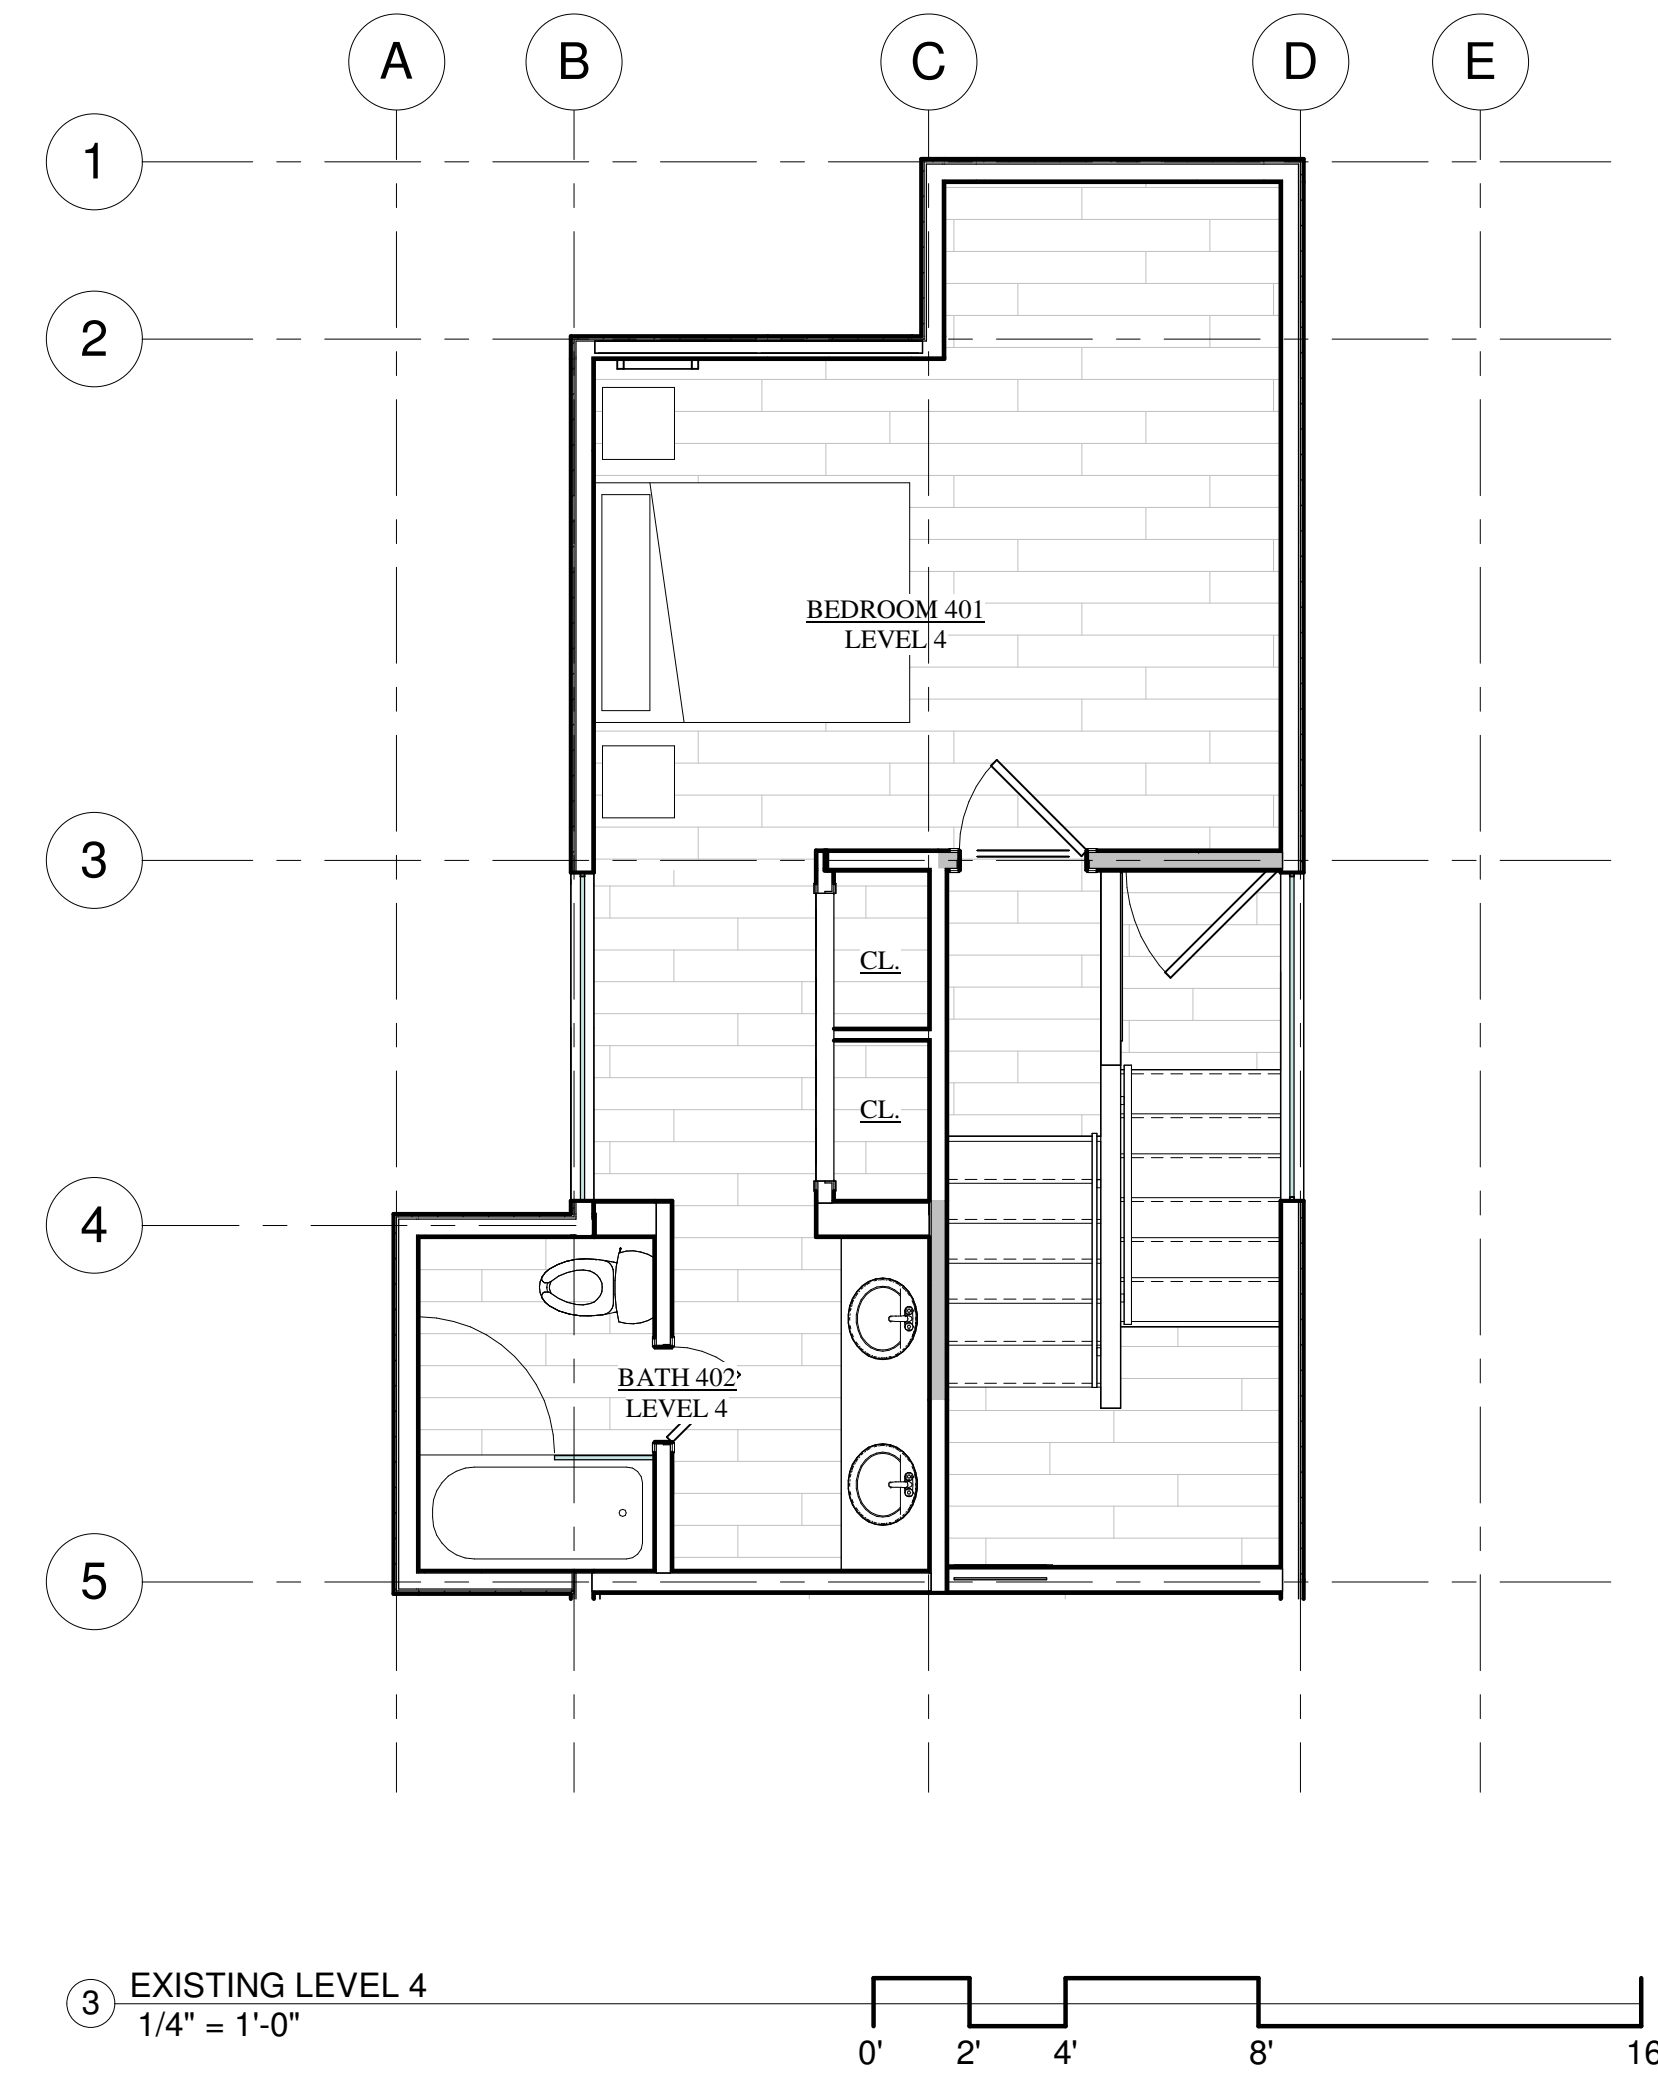 A B C D E
1
2
BEDROOM 401
LEVEL 4
3
CL.
CL.
4
BATH 402
LEVEL 4
5
3 EXISTING LEVEL 4
1/4" = 1'-0"
0' 2' 4' 8' 16